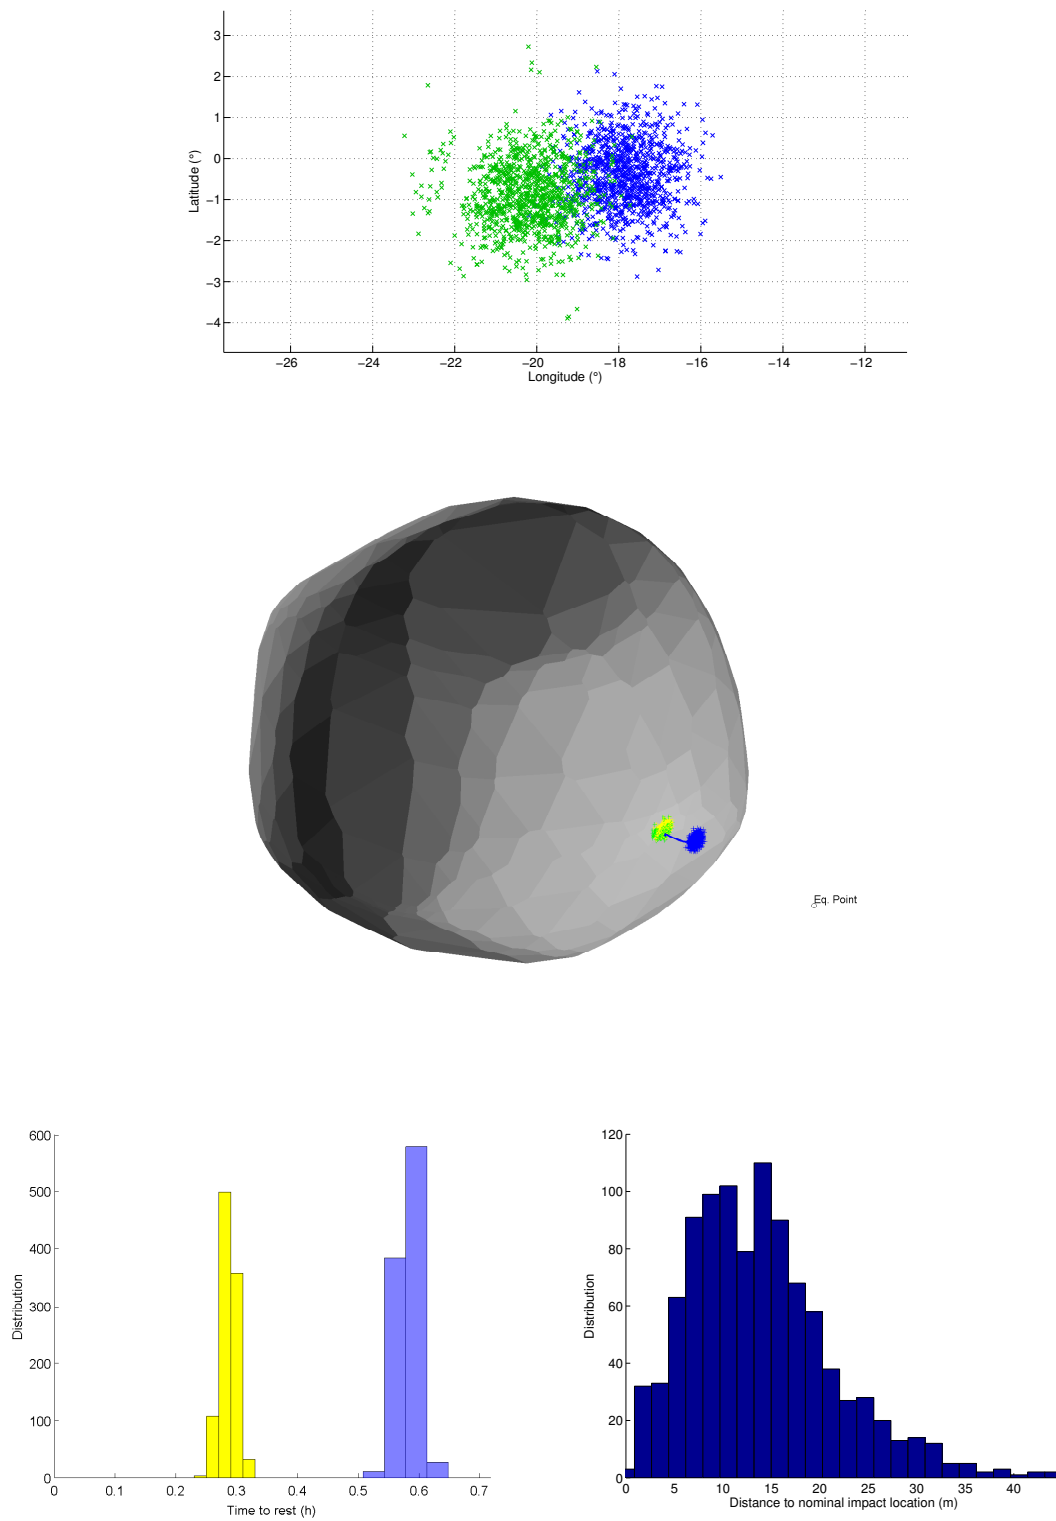 3
2
1
0
−1
−2
−3
−4
Latitude (°)
−26 −24 −22 −20 −18 −16 −14 −12
Longitude (°)
Eq. Point
600
500
400
300
200
100
0
Distribution
0 0.1 0.2 0.3 0.4 0.5 0.6 0.7
Time to rest (h)
120
100
80
60
40
20
0
Distribution
0 5 10 15 20 25 30 35 40
Distance to nominal impact location (m)